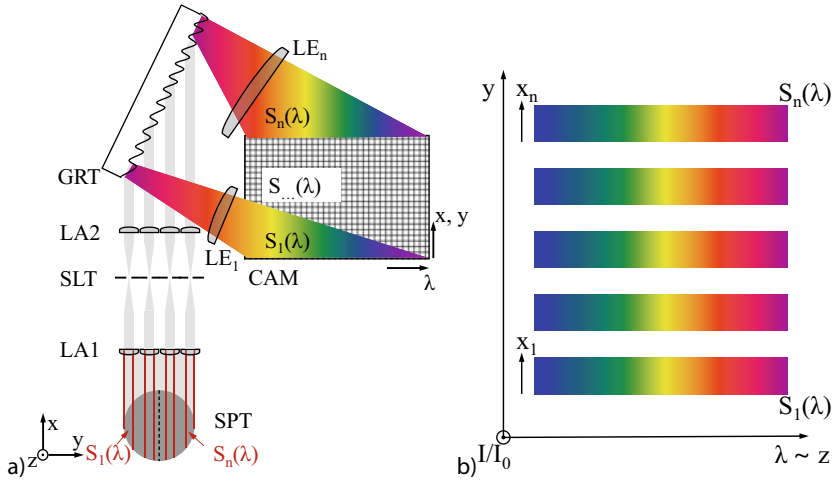 LEₙ
Sₙ(λ)
GRT
S...(λ)
LA2
S₁(λ)
x, y
LE₁
SLT
CAM
λ
LA1
SPT
x
y
z
S₁(λ)
Sₙ(λ)
a)
y
xₙ
Sₙ(λ)
x₁
S₁(λ)
I/I₀
λ ~ z
b)